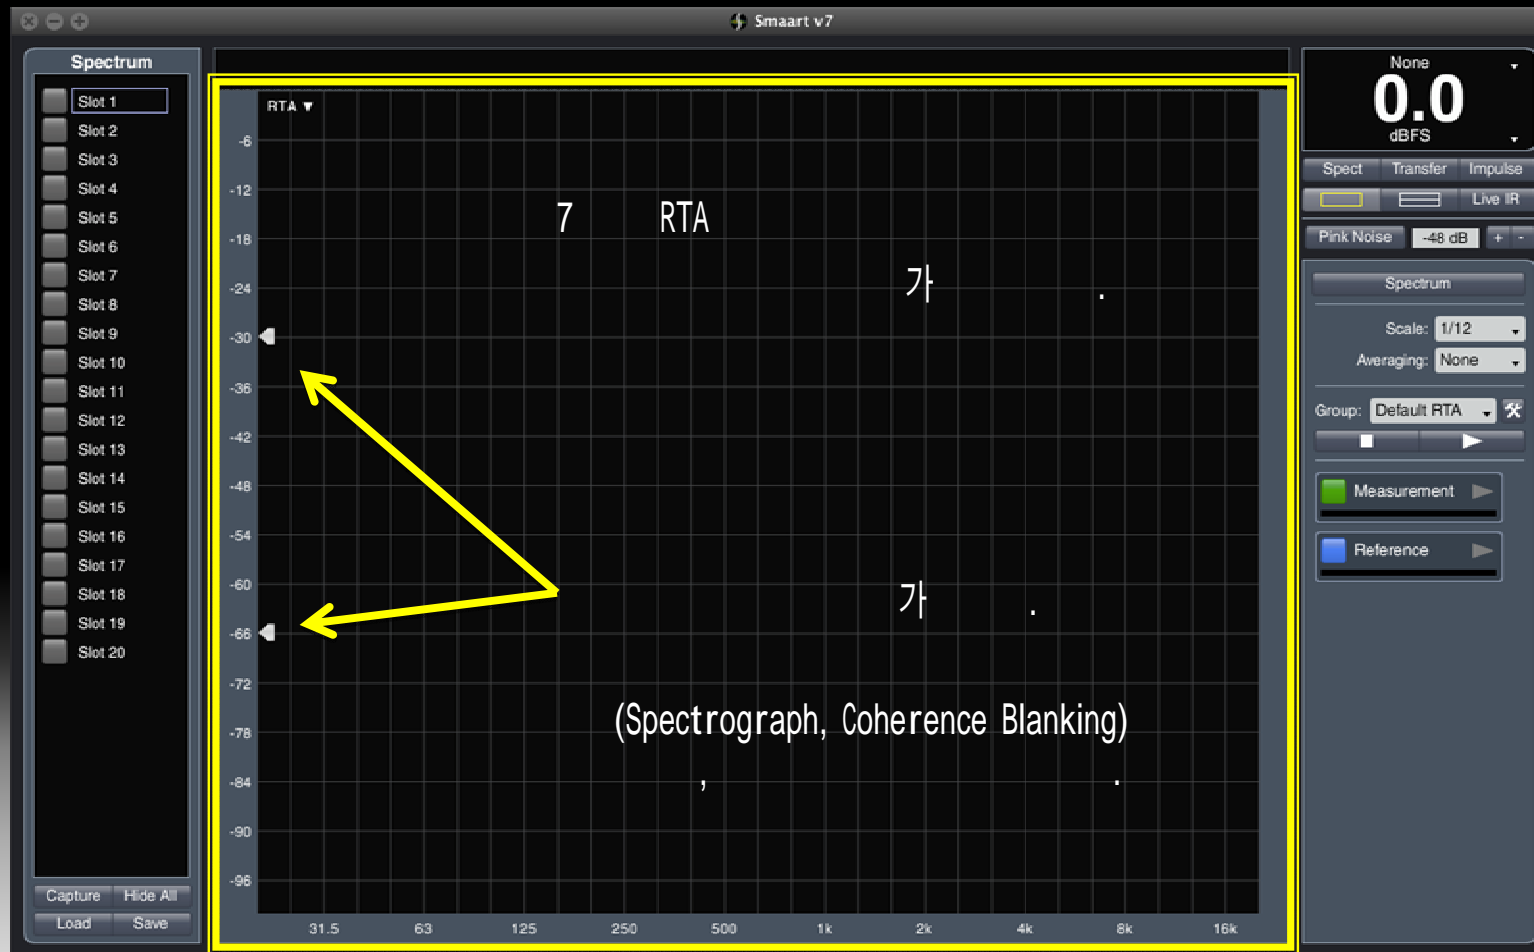 Smaart v7
Spectrum
Slot 1
Slot 2
Slot 3
Slot 4
Slot 5
Slot 6
Slot 7
Slot 8
Slot 9
Slot 10
Slot 11
Slot 12
Slot 13
Slot 14
Slot 15
Slot 16
Slot 17
Slot 18
Slot 19
Slot 20
Capture Hide All
Load Save
RTA ▼
-6
-12
-18
-24
-30
-36
-42
-48
-54
-60
-66
-72
-78
-84
-90
-96
7 RTA
가 .
가 .
(Spectrograph, Coherence Blanking)
, .
31.5 63 125 250 500 1k 2k 4k 8k 16k
None
0.0
dBFS
Spect Transfer Impulse
Live IR
Pink Noise -48 dB + -
Spectrum
Scale: 1/12
Averaging: None
Group: Default RTA
Measurement
Reference